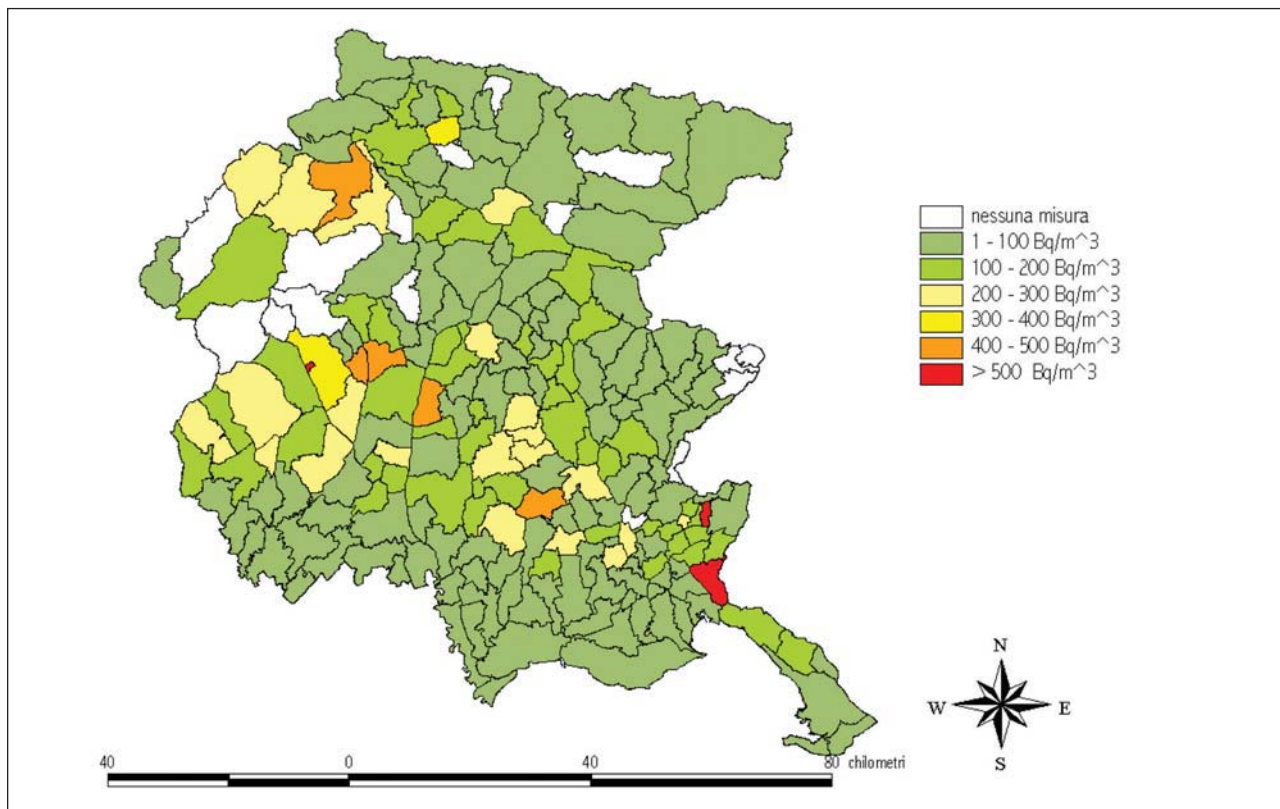 nessuna misura
1 - 100 Bq/m^3
100 - 200 Bq/m^3
200 - 300 Bq/m^3
300 - 400 Bq/m^3
400 - 500 Bq/m^3
> 500 Bq/m^3
N
W E
S
40 0 40 80 chilometri